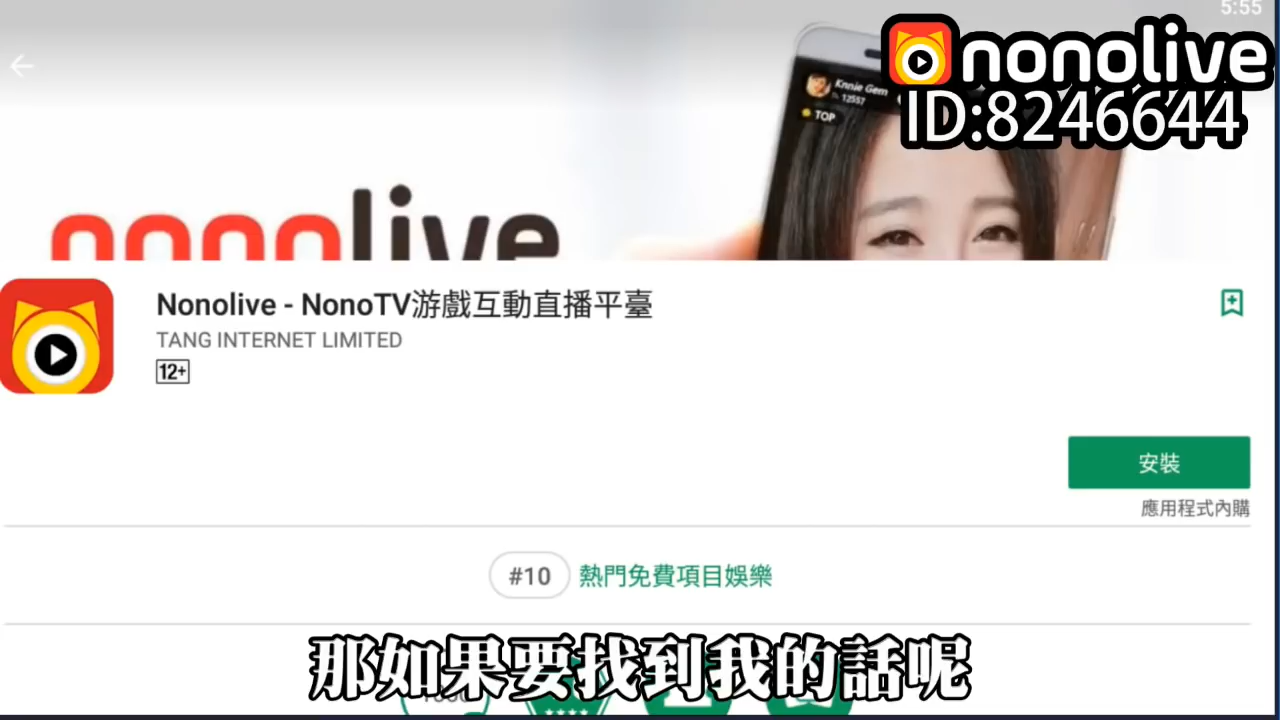 5:55
nonolive
ID:8246644
Knnie Gem
12557
TOP
nonolive
Nonolive - NonoTV游戲互動直播平臺
TANG INTERNET LIMITED
12+
安裝
應用程式內購
#10 熱門免費項目娛樂
那如果要找到我的話呢